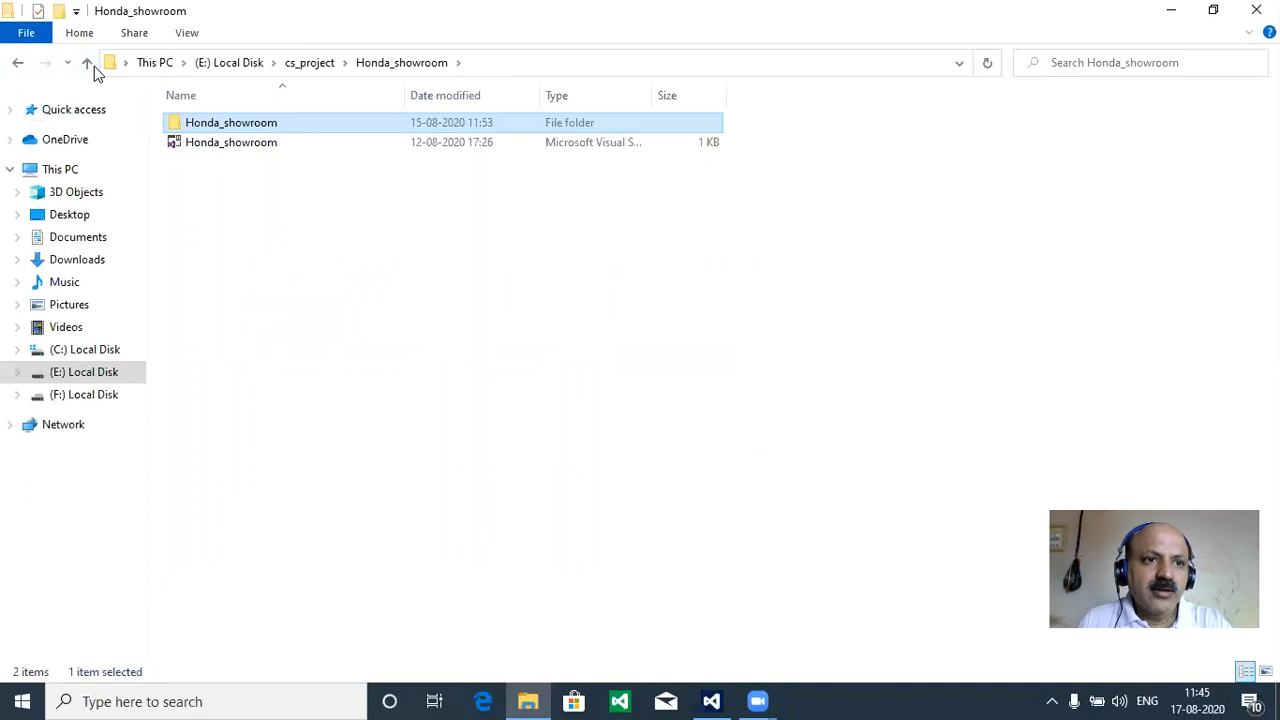 Honda_showroom
File Home Share View
This PC (E:) Local Disk cs_project Honda_showroom Search Honda_showroom
Name Date modified Type Size
Quick access
OneDrive
This PC
3D Objects
Desktop
Documents
Downloads
Music
Pictures
Videos
(C:) Local Disk
(E:) Local Disk
(F:) Local Disk
Network
Honda_showroom 15-08-2020 11:53 File folder
Honda_showroom 12-08-2020 17:26 Microsoft Visual S... 1 KB
2 items 1 item selected
Type here to search
ENG
11:45
17-08-2020
10